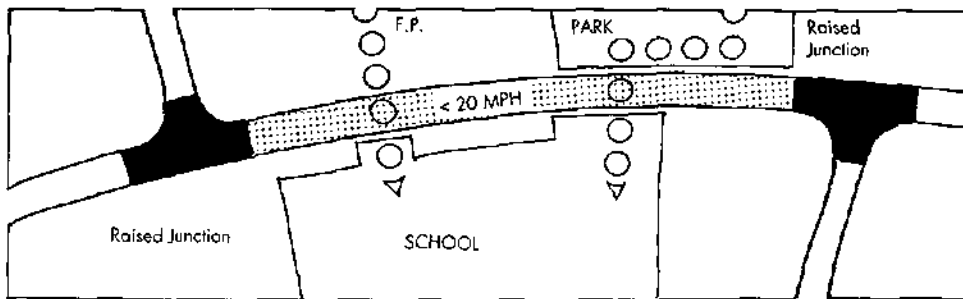 F.P.
PARK
Raised
Junction
< 20 MPH
Raised Junction
SCHOOL